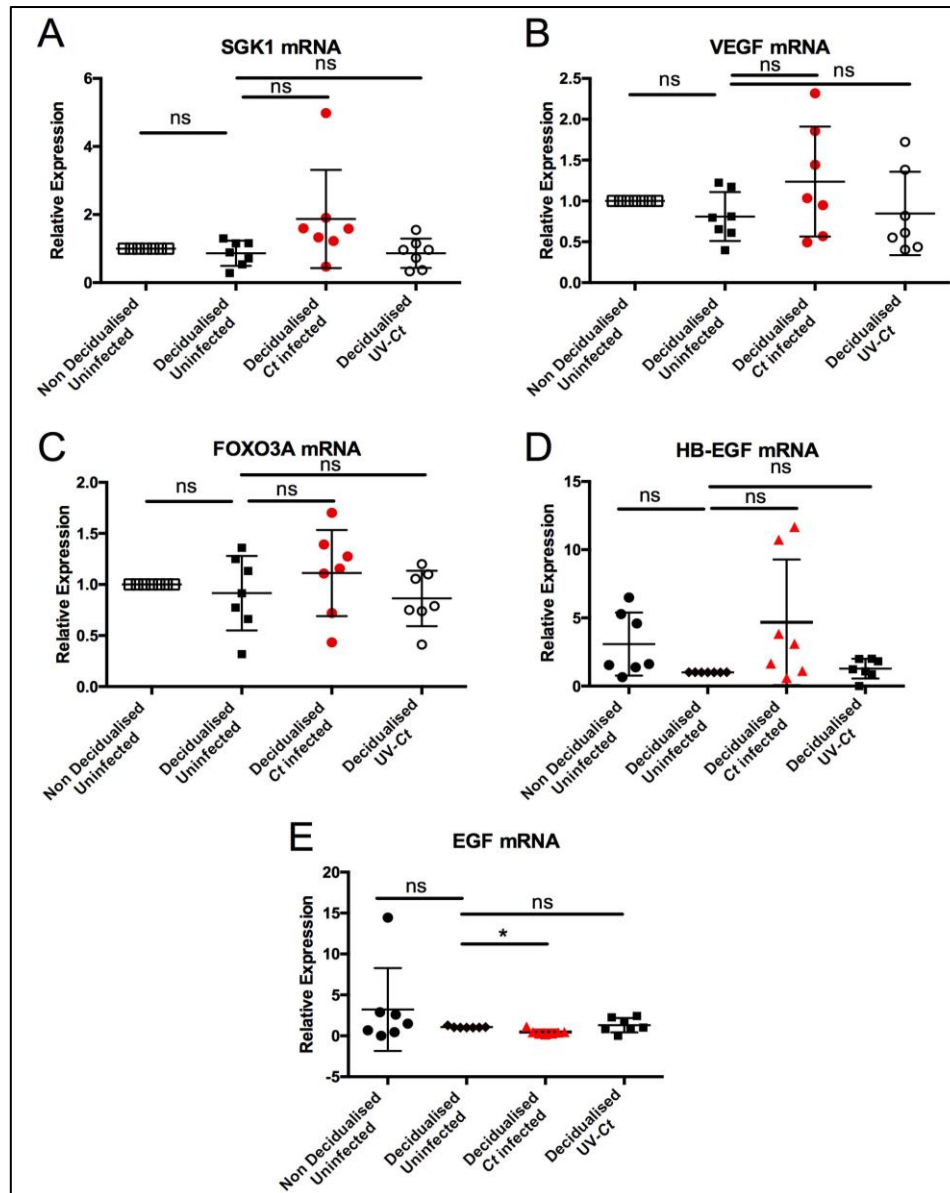 A
SGK1 mRNA
ns
ns
ns
Relative Expression
6
4
2
0
Non Decidualised
Uninfected
Decidualised
Uninfected
Decidualised
Ct infected
Decidualised
UV-Ct
B
VEGF mRNA
ns
ns
ns
Relative Expression
2.5
2.0
1.5
1.0
0.5
0.0
Non Decidualised
Uninfected
Decidualised
Uninfected
Decidualised
Ct infected
Decidualised
UV-Ct
C
FOXO3A mRNA
ns
ns
ns
Relative Expression
2.0
1.5
1.0
0.5
0.0
Non Decidualised
Uninfected
Decidualised
Uninfected
Decidualised
Ct infected
Decidualised
UV-Ct
D
HB-EGF mRNA
ns
ns
ns
Relative Expression
15
10
5
0
Non Decidualised
Uninfected
Decidualised
Uninfected
Decidualised
Ct infected
Decidualised
UV-Ct
E
EGF mRNA
ns
ns
*
Relative Expression
20
15
10
5
0
-5
Non Decidualised
Uninfected
Decidualised
Uninfected
Decidualised
Ct infected
Decidualised
UV-Ct